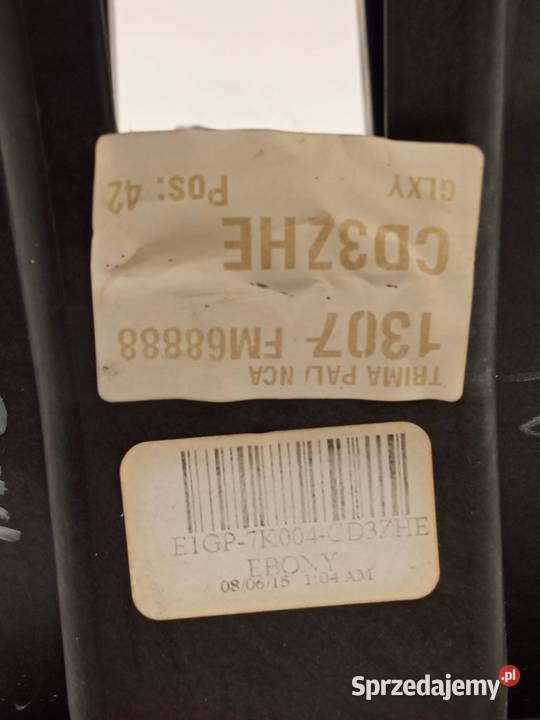 TRIMA PALI NCA
1307-FM68888
CD3ZHE
GLXY Pos: 42
E1GP-7K004-CD3ZHE
EBONY
08/06/15 1:04 AM
Sprzedajemy.pl